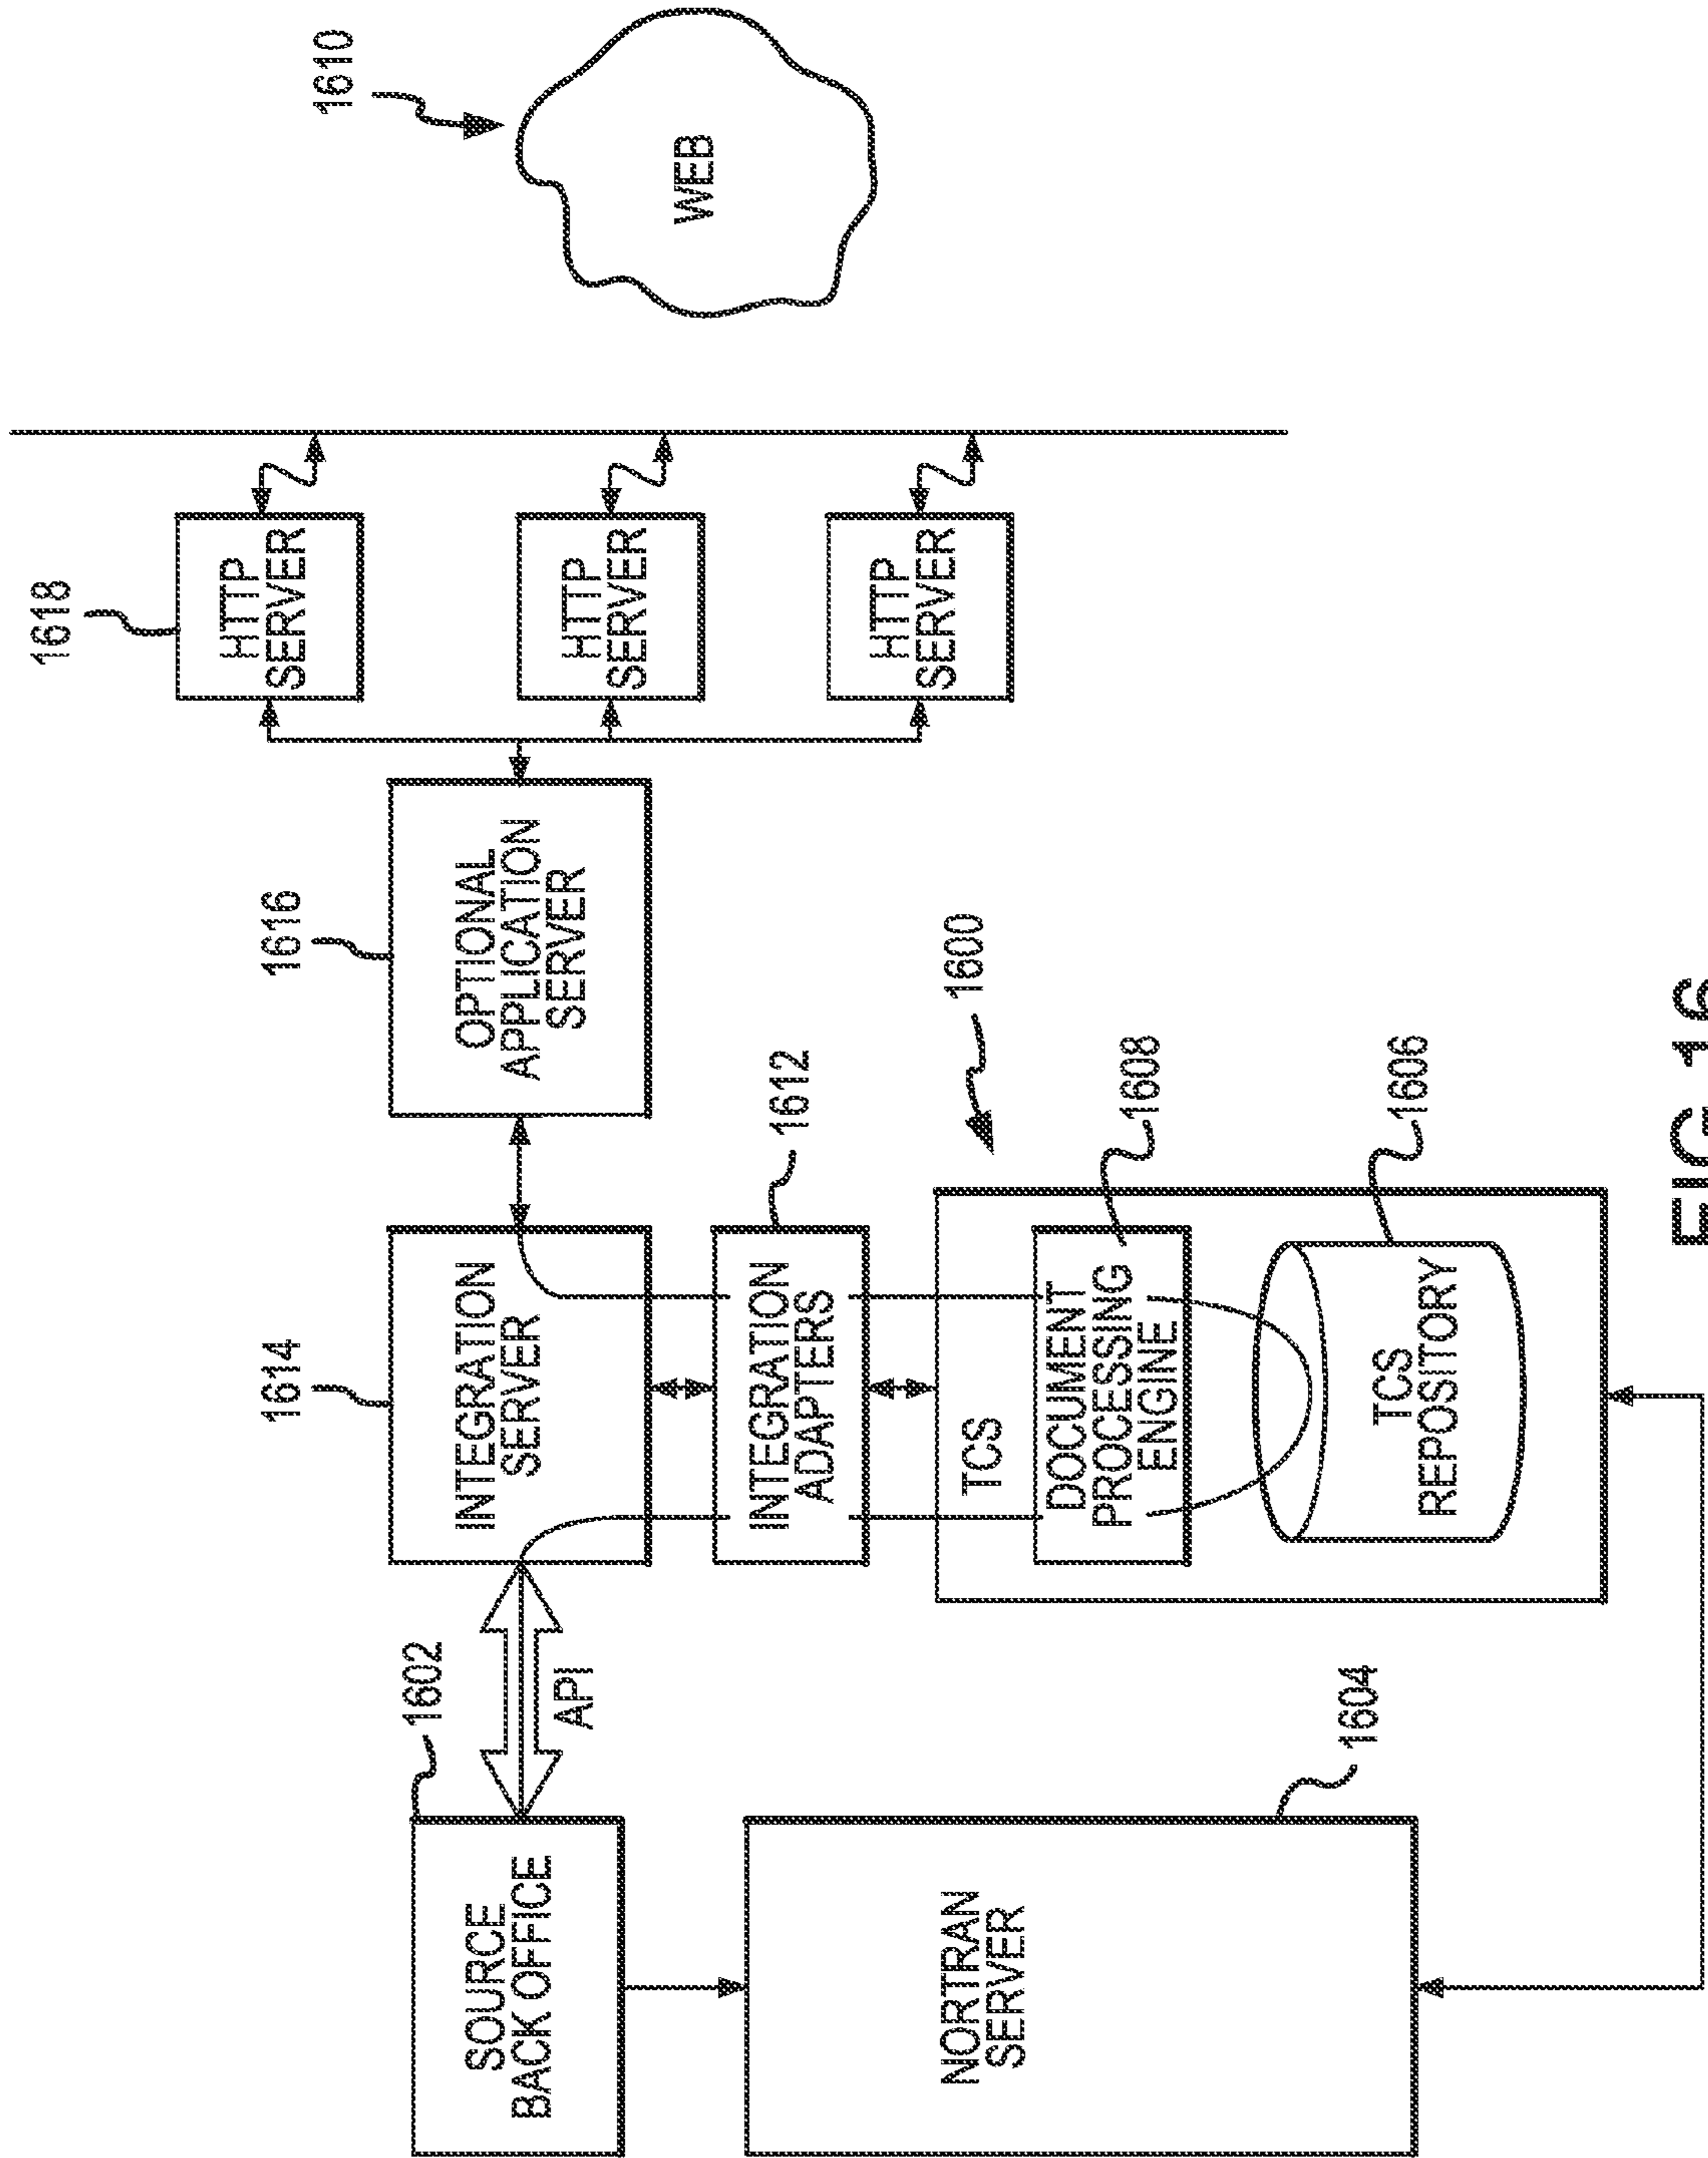 1602
SOURCE
BACK OFFICE
API
NORTRAN
SERVER
1604
1614
INTEGRATION
SERVER
INTEGRATION
ADAPTERS
1612
TCS
DOCUMENT
PROCESSING
ENGINE
1608
TCS
REPOSITORY
1606
1600
1616
OPTIONAL
APPLICATION
SERVER
1618
HTTP
SERVER
HTTP
SERVER
HTTP
SERVER
1610
WEB
FIG. 16